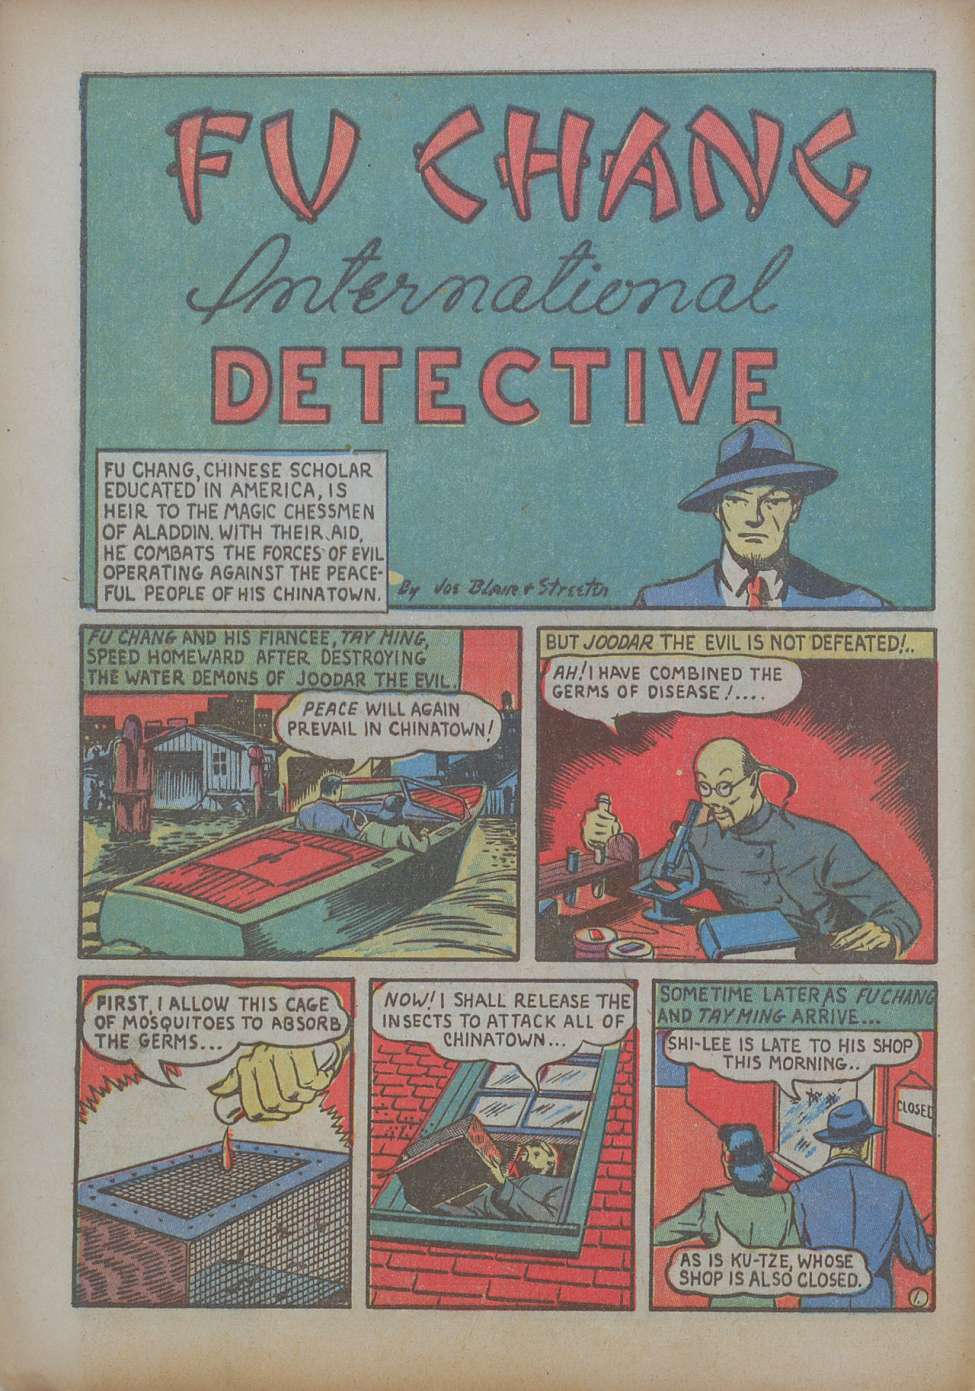 FU CHANG
International
DETECTIVE
FU CHANG, CHINESE SCHOLAR
EDUCATED IN AMERICA, IS
HEIR TO THE MAGIC CHESSMEN
OF ALADDIN. WITH THEIR AID,
HE COMBATS THE FORCES OF EVIL
OPERATING AGAINST THE PEACE-
FUL PEOPLE OF HIS CHINATOWN.
By Joe Blair + Streeter
FU CHANG AND HIS FIANCEE, TAY MING,
SPEED HOMEWARD AFTER DESTROYING
THE WATER DEMONS OF JOODAR THE EVIL.
PEACE WILL AGAIN
PREVAIL IN CHINATOWN!
BUT JOODAR THE EVIL IS NOT DEFEATED!..
AH! I HAVE COMBINED THE
GERMS OF DISEASE!....
FIRST, I ALLOW THIS CAGE
OF MOSQUITOES TO ABSORB
THE GERMS...
NOW! I SHALL RELEASE THE
INSECTS TO ATTACK ALL OF
CHINATOWN...
SOMETIME LATER AS FU CHANG
AND TAY MING ARRIVE...
SHI-LEE IS LATE TO HIS SHOP
THIS MORNING..
CLOSED
AS IS KU-TZE, WHOSE
SHOP IS ALSO CLOSED.
1.